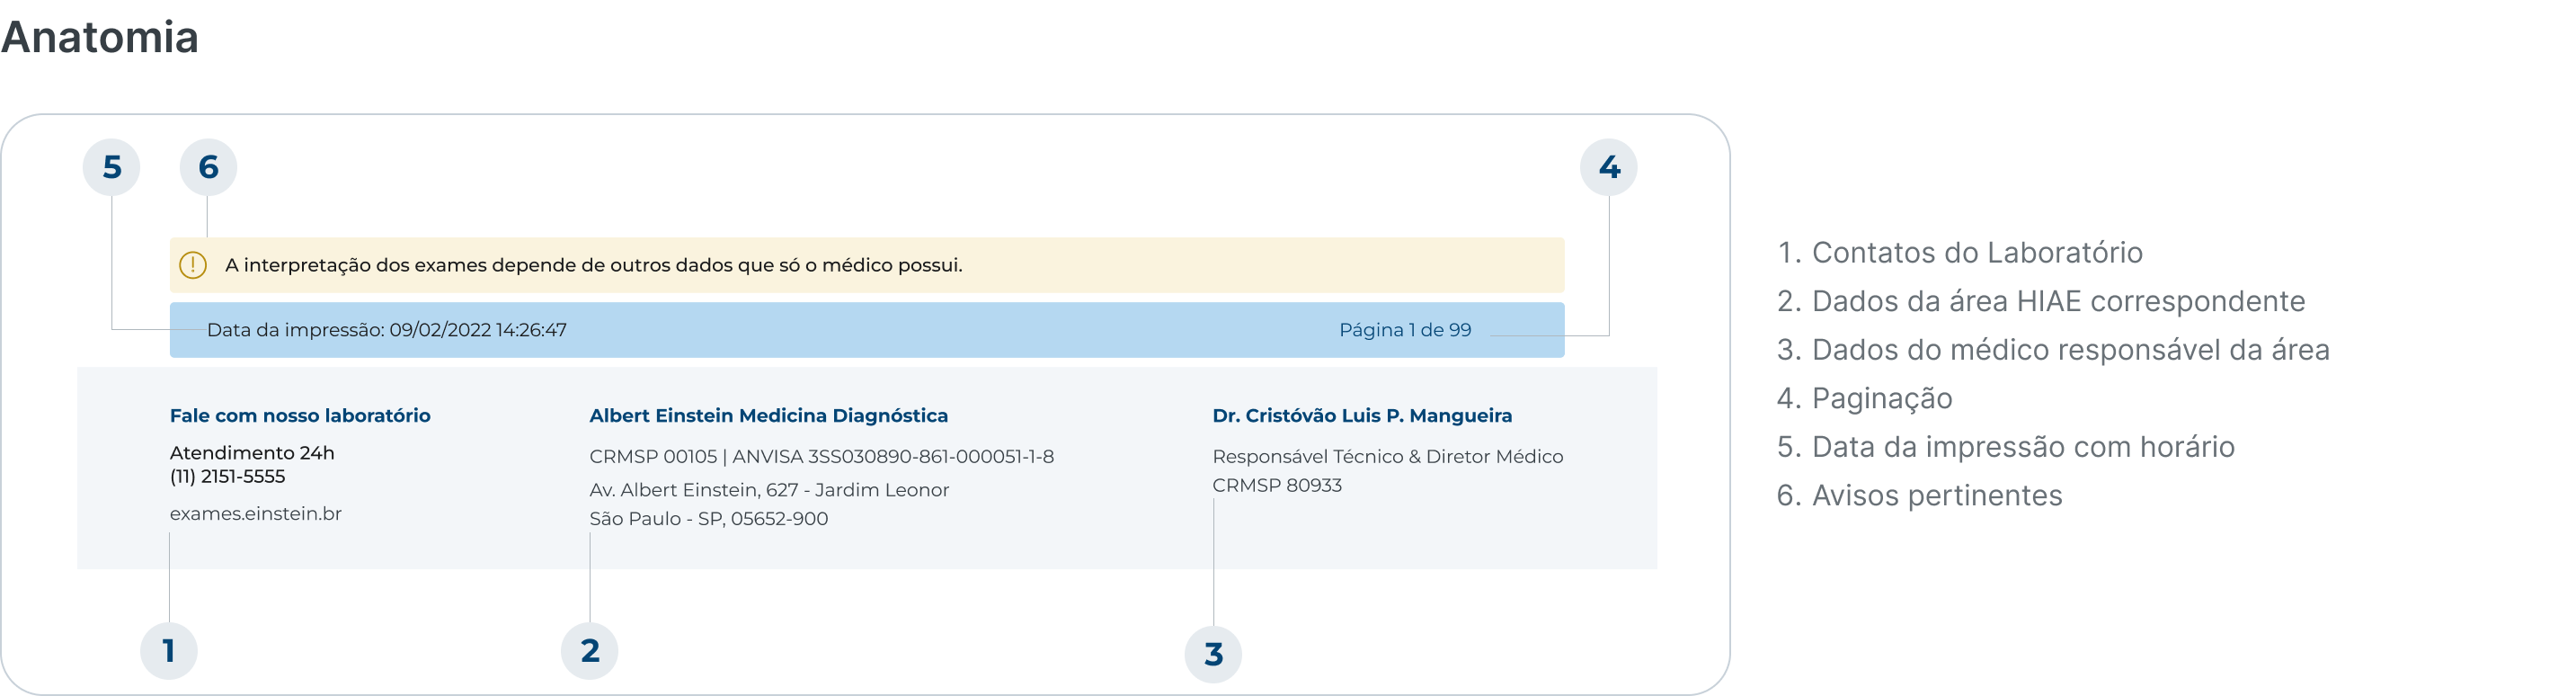 Anatomia
5
6
4
A interpretação dos exames depende de outros dados que só o médico possui.
Data da impressão: 09/02/2022 14:26:47
Página 1 de 99
Fale com nosso laboratório
Atendimento 24h
(11) 2151-5555
exames.einstein.br
Albert Einstein Medicina Diagnóstica
CRMSP 00105 | ANVISA 3SS030890-861-000051-1-8
Av. Albert Einstein, 627 - Jardim Leonor
São Paulo - SP, 05652-900
Dr. Cristóvão Luis P. Mangueira
Responsável Técnico & Diretor Médico
CRMSP 80933
1
2
3
1. Contatos do Laboratório
2. Dados da área HIAE correspondente
3. Dados do médico responsável da área
4. Paginação
5. Data da impressão com horário
6. Avisos pertinentes